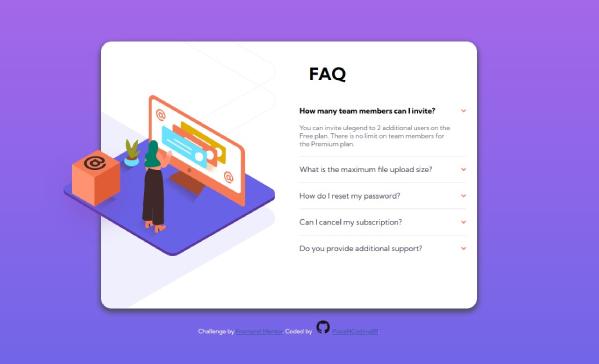 FAQ
How many team members can I invite?
You can invite ulegend to 2 additional users on the
Free plan. There is no limit on team members for
the Premium plan.
What is the maximum file upload size?
How do I reset my password?
Can I cancel my subscription?
Do you provide additional support?
Challenge by Frontend Mentor. Coded by